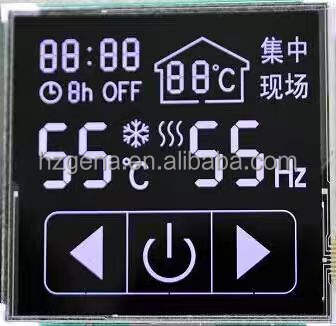 88:88 88°C 集中
8h OFF 现场
55°C 55Hz
hzgena.en.alibaba.com